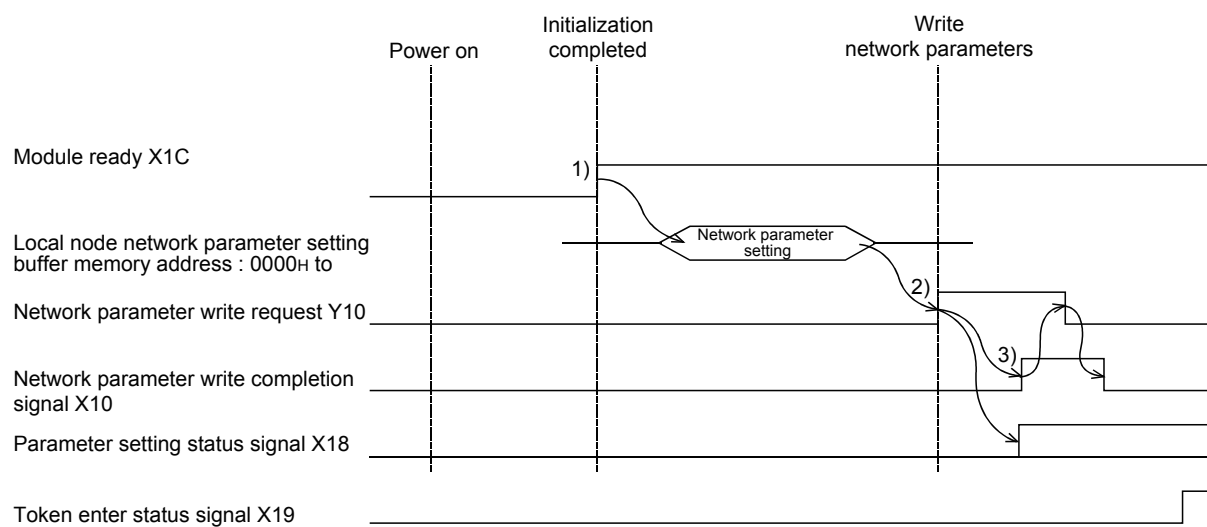 Power on
Initialization
completed
Write
network parameters
Module ready X1C
1)
Local node network parameter setting
buffer memory address : 0000H to
Network parameter
setting
2)
Network parameter write request Y10
3)
Network parameter write completion
signal X10
Parameter setting status signal X18
Token enter status signal X19